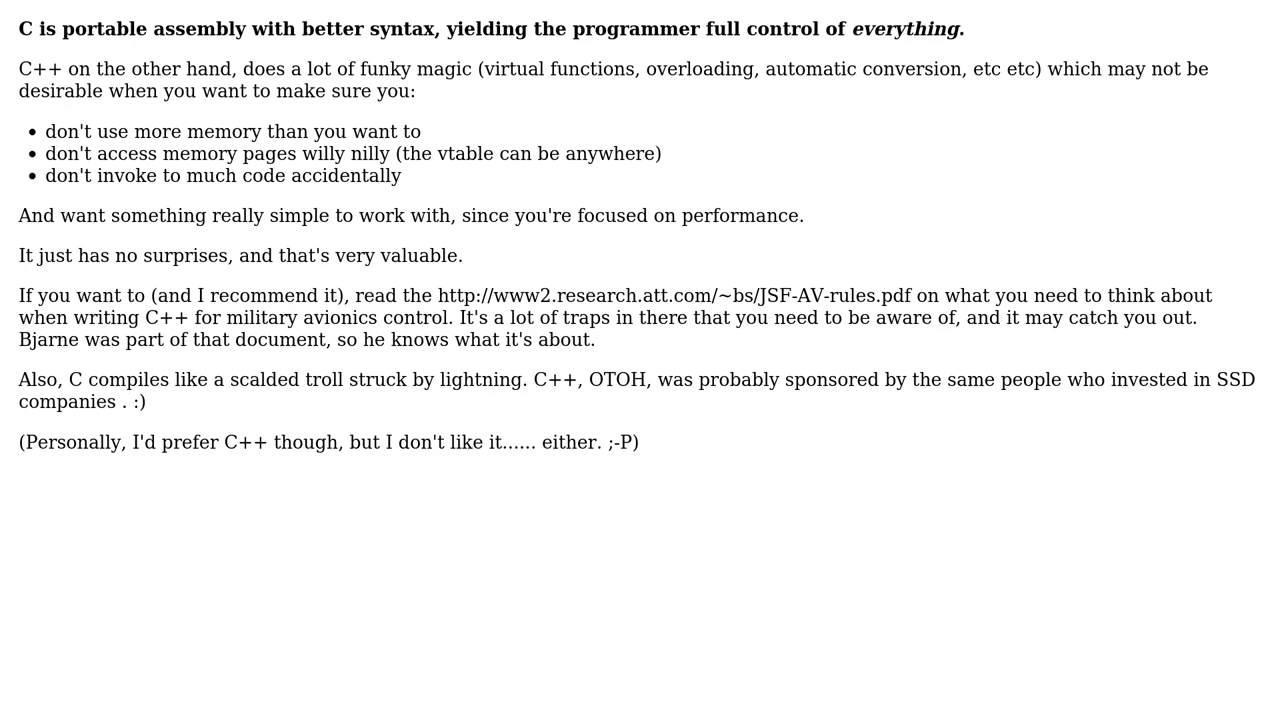 C is portable assembly with better syntax, yielding the programmer full control of everything.
C++ on the other hand, does a lot of funky magic (virtual functions, overloading, automatic conversion, etc etc) which may not be
desirable when you want to make sure you:
• don't use more memory than you want to
• don't access memory pages willy nilly (the vtable can be anywhere)
• don't invoke to much code accidentally
And want something really simple to work with, since you're focused on performance.
It just has no surprises, and that's very valuable.
If you want to (and I recommend it), read the http://www2.research.att.com/~bs/JSF-AV-rules.pdf on what you need to think about
when writing C++ for military avionics control. It's a lot of traps in there that you need to be aware of, and it may catch you out.
Bjarne was part of that document, so he knows what it's about.
Also, C compiles like a scalded troll struck by lightning. C++, OTOH, was probably sponsored by the same people who invested in SSD
companies . :)
(Personally, I'd prefer C++ though, but I don't like it...... either. ;-P)